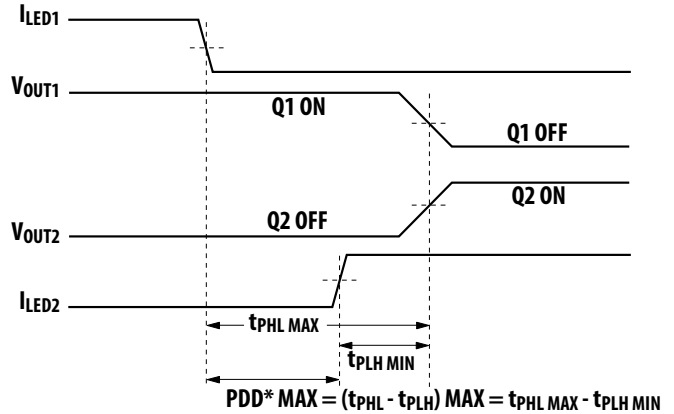 ILED1
VOUT1
Q1 ON
Q1 OFF
Q2 ON
Q2 OFF
VOUT2
ILED2
tPHL MAX
tPLH MIN
PDD* MAX = (tPHL - tPLH) MAX = tPHL MAX - tPLH MIN